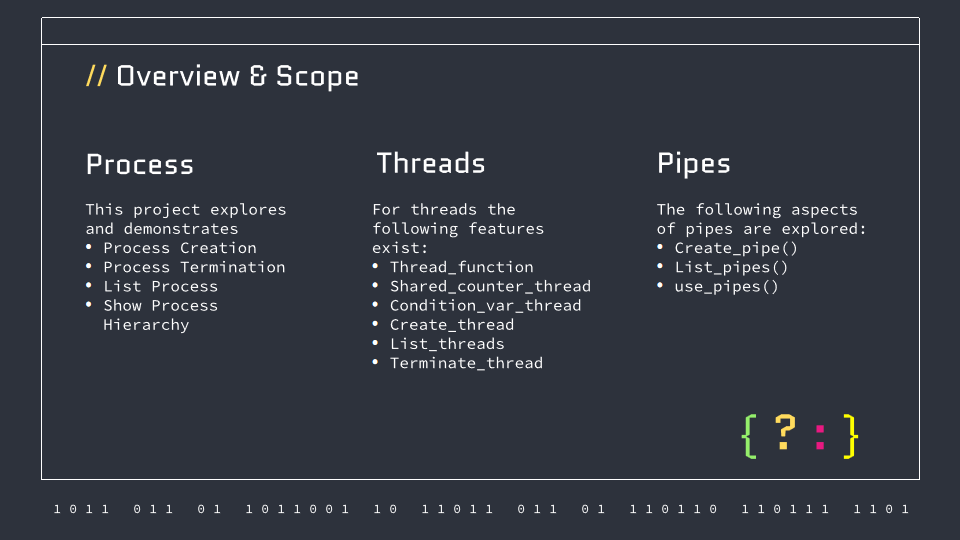 // Overview & Scope
Process
This project explores
and demonstrates
• Process Creation
• Process Termination
• List Process
• Show Process
Hierarchy
Threads
For threads the
following features
exist:
• Thread_function
• Shared_counter_thread
• Condition_var_thread
• Create_thread
• List_threads
• Terminate_thread
Pipes
The following aspects
of pipes are explored:
• Create_pipe()
• List_pipes()
• use_pipes()
{ ? : }
1011 011 01 1011001 10 11011 011 01 110110 110111 1101